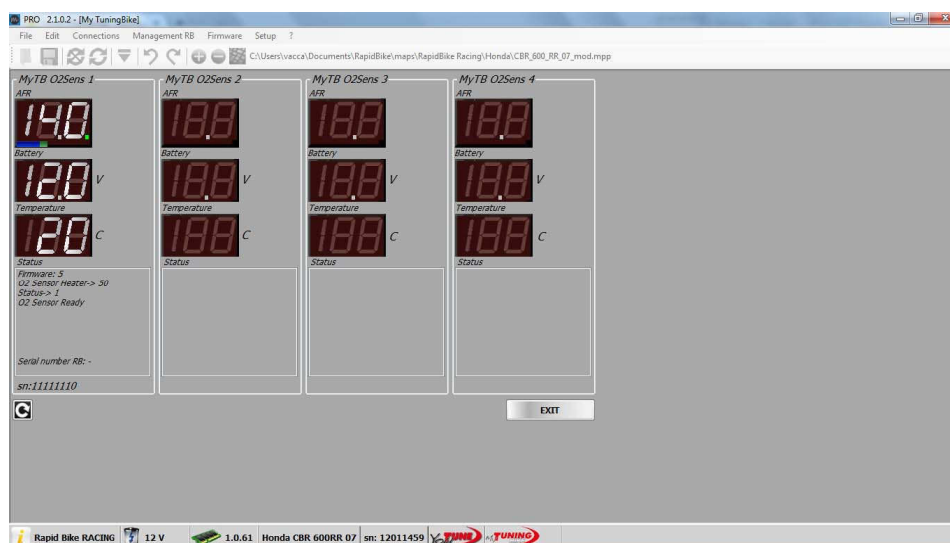 PRO 2.1.0.2 - [My TuningBike]
File Edit Connections Management RB Firmware Setup ?
C:\Users\vacca\Documents\RapidBike\maps\RapidBike Racing\Honda\CBR_600_RR_07_mod.mpp
MyTB O2Sens 1
AFR
14.0
Battery
12.0 V
Temperature
20 C
Status
Firmware: 5
O2 Sensor Heater-> 50
Status-> 1
O2 Sensor Ready
Serial number RB: -
sn:11111110
MyTB O2Sens 2
AFR
Battery
V
Temperature
C
Status
MyTB O2Sens 3
AFR
Battery
V
Temperature
C
Status
MyTB O2Sens 4
AFR
Battery
V
Temperature
C
Status
EXIT
Rapid Bike RACING 12 V 1.0.61 Honda CBR 600RR 07 sn: 12011459 YouTUNE MyTUNING